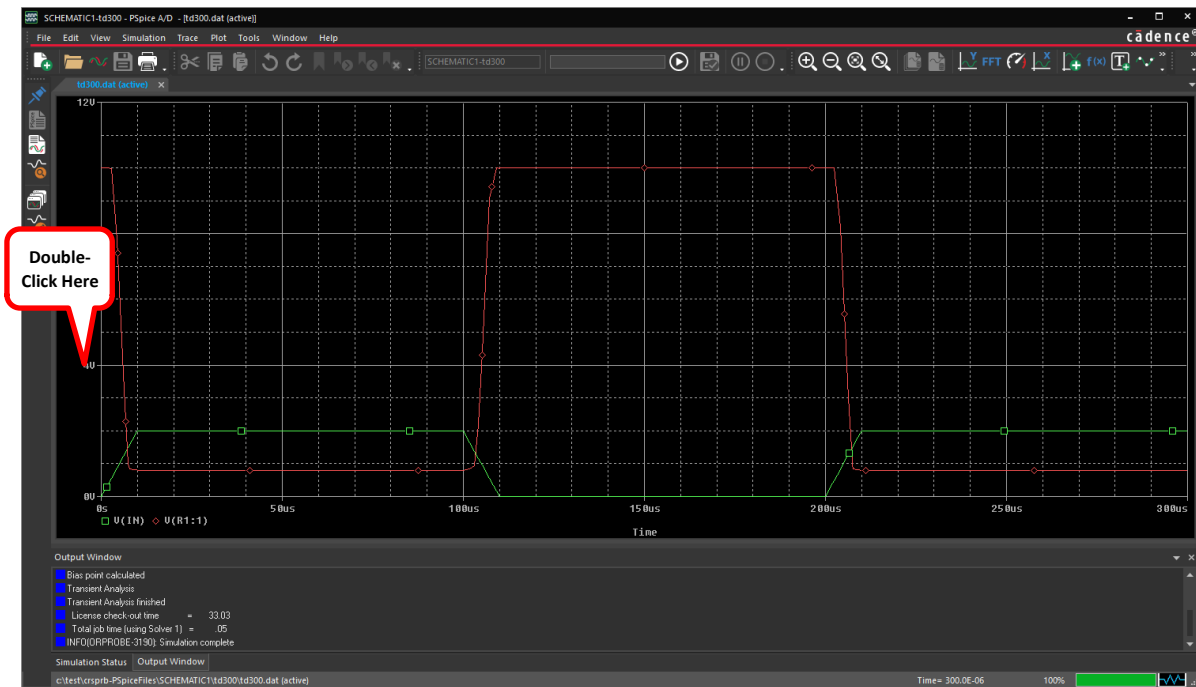 SCHEMATIC1-td300 - PSpice A/D - [td300.dat (active)]
File Edit View Simulation Trace Plot Tools Window Help
cādence®
SCHEMATIC1-td300
FFT
f(x)
td300.dat (active)
12V
Double-
Click Here
0V
0s 50us 100us 150us 200us 250us 300us
V(IN) V(R1:1)
Time
Output Window
Bias point calculated
Transient Analysis
Transient Analysis finished
License check-out time = 33.03
Total job time (using Solver 1) = .05
INFO(ORPROBE-3190): Simulation complete
Simulation Status Output Window
c:\test\crsprb-PSpiceFiles\SCHEMATIC1\td300\td300.dat (active) Time= 300.0E-06 100%